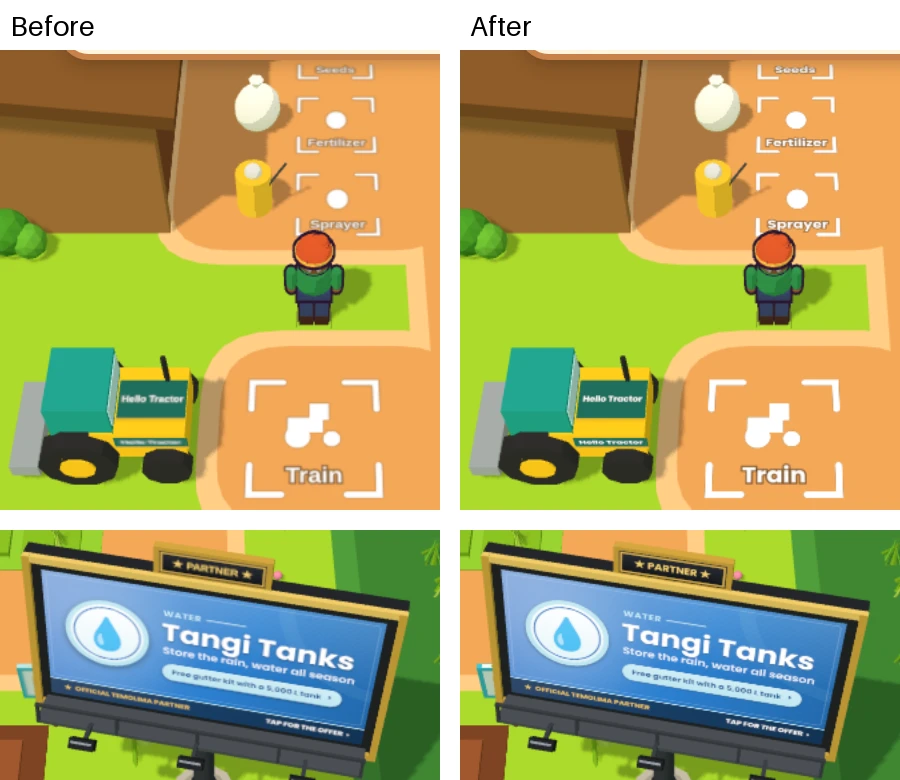 Before
After
Seeds
Fertilizer
Sprayer
Hello Tractor
Hello Tractor
Train
Seeds
Fertilizer
Sprayer
Hello Tractor
Hello Tractor
Train
★ PARTNER ★
WATER
Tangi Tanks
Store the rain, water all season
Free gutter kit with a 5,000 L tank ›
★ OFFICIAL TEMOLIMA PARTNER
TAP FOR THE OFFER ›
★ PARTNER ★
WATER
Tangi Tanks
Store the rain, water all season
Free gutter kit with a 5,000 L tank ›
★ OFFICIAL TEMOLIMA PARTNER
TAP FOR THE OFFER ›